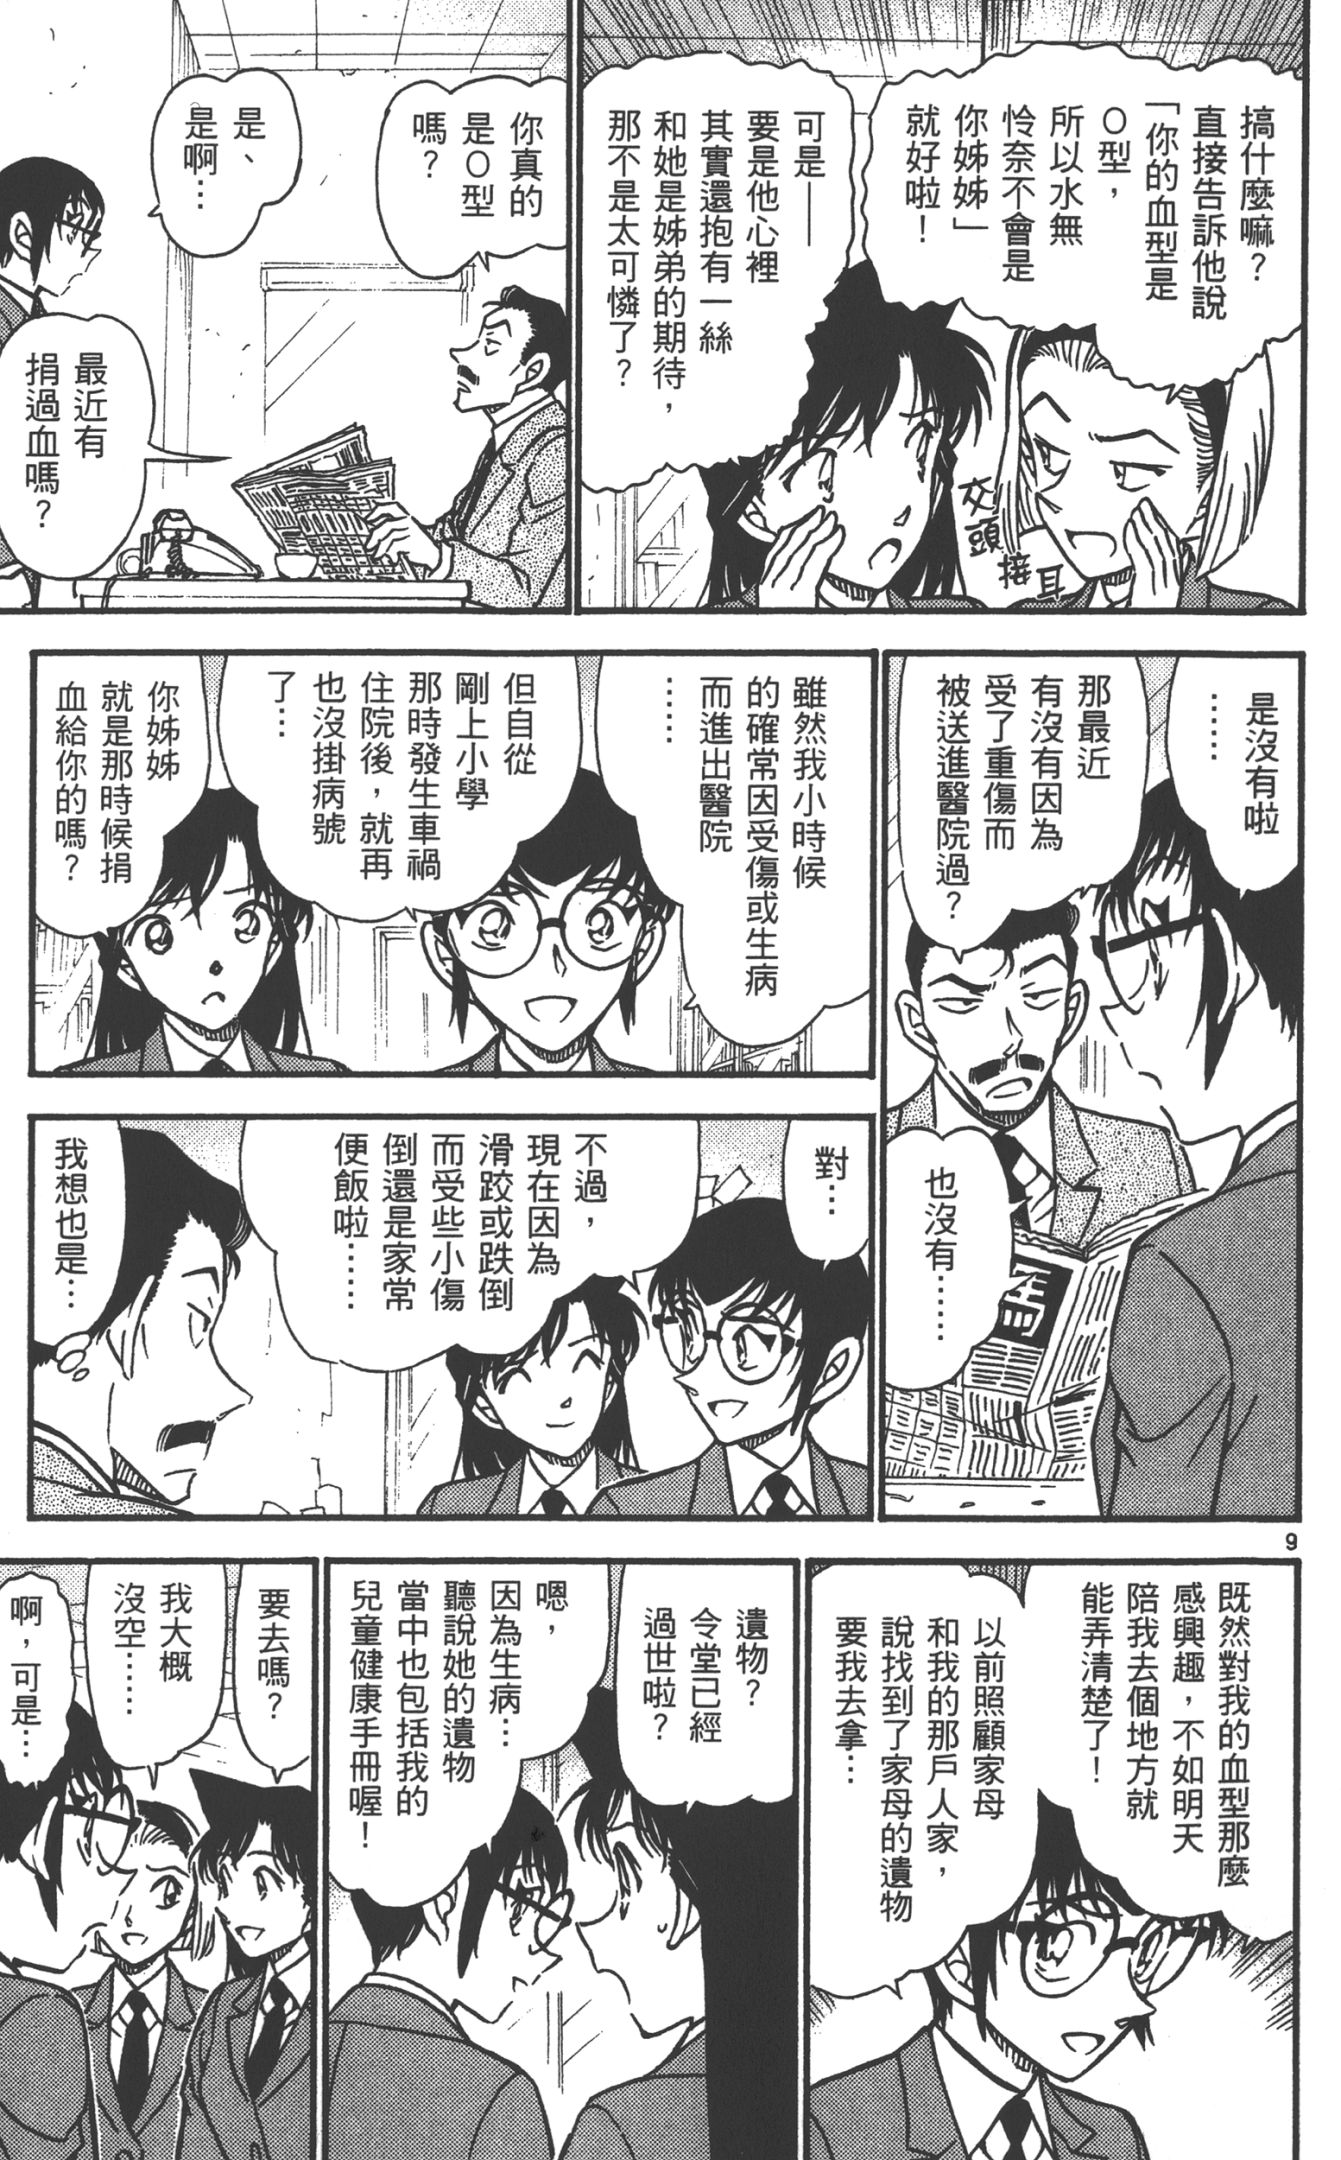 搞什麼嘛？
直接告訴他說
「你的血型是
O型，
所以水無
怜奈不會是
你姊姊」
就好啦！
可是——
要是他心裡
其實還抱有一絲
和她是姊弟的期待，
那不是太可憐了？
交頭接耳
你真的
是O型
嗎？
是、
是啊…
最近有
捐過血嗎？
是沒有啦
……
那最近
有沒有因為
受了重傷而
被送進醫院過？
也沒有……
雖然我小時候
的確常因受傷或生病
而進出醫院
……
但自從
剛上小學
那時發生車禍
住院後，就再
也沒掛病號
了…
你姊姊
就是那時候捐
血給你的嗎？
對…
不過，
現在因為
滑跤或跌倒
而受些小傷
倒還是家常
便飯啦……
我想也是…
9
既然對我的血型那麼
感興趣，不如明天
陪我去個地方就
能弄清楚了！
以前照顧家母
和我的那戶人家，
說找到了家母的遺物
要我去拿…
遺物？
令堂已經
過世啦？
嗯，
因為生病…
聽說她的遺物
當中也包括我的
兒童健康手冊喔！
要去嗎？
我大概
沒空……
啊，可是…